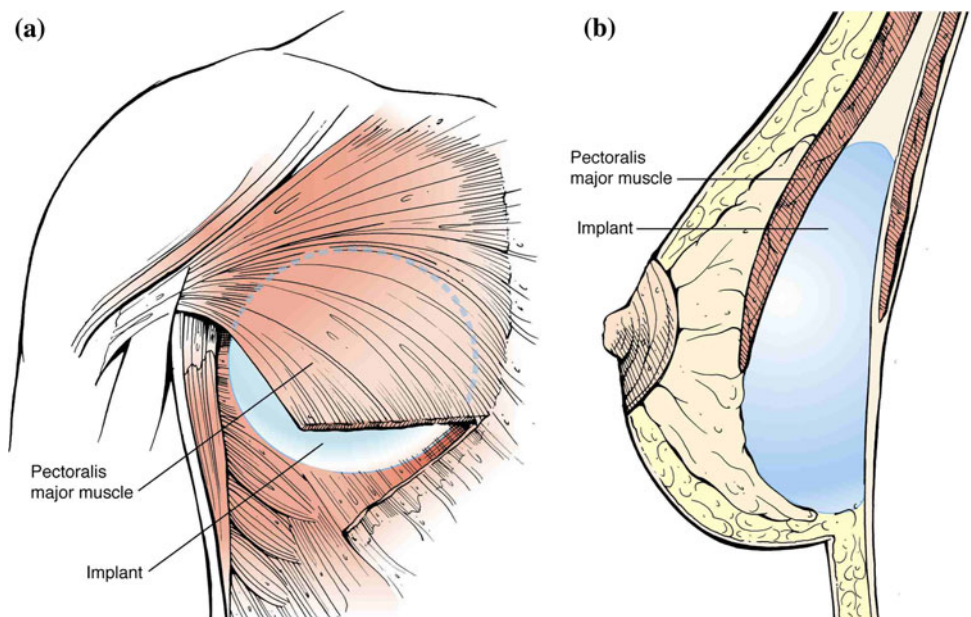 (a)
Pectoralis
major muscle
Implant
(b)
Pectoralis
major muscle
Implant